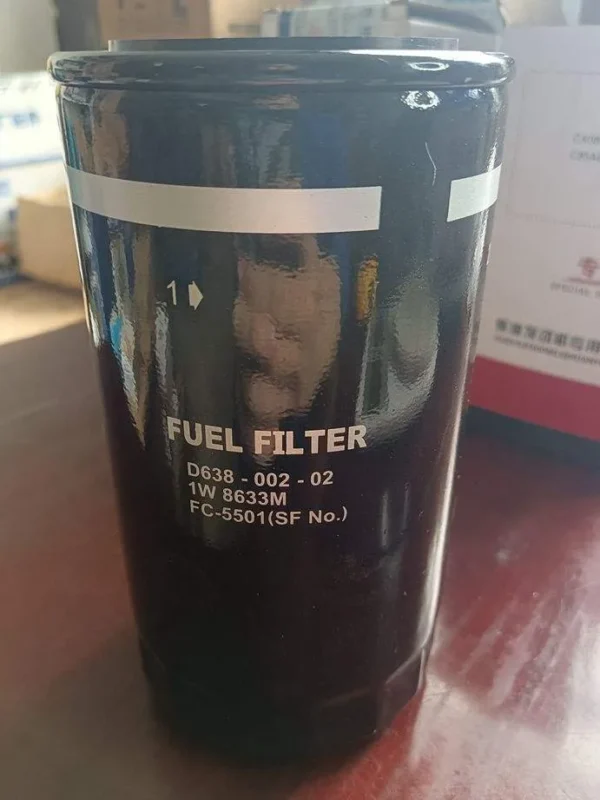 1
FUEL FILTER
D638 - 002 - 02
1W 8633M
FC-5501(SF No.)